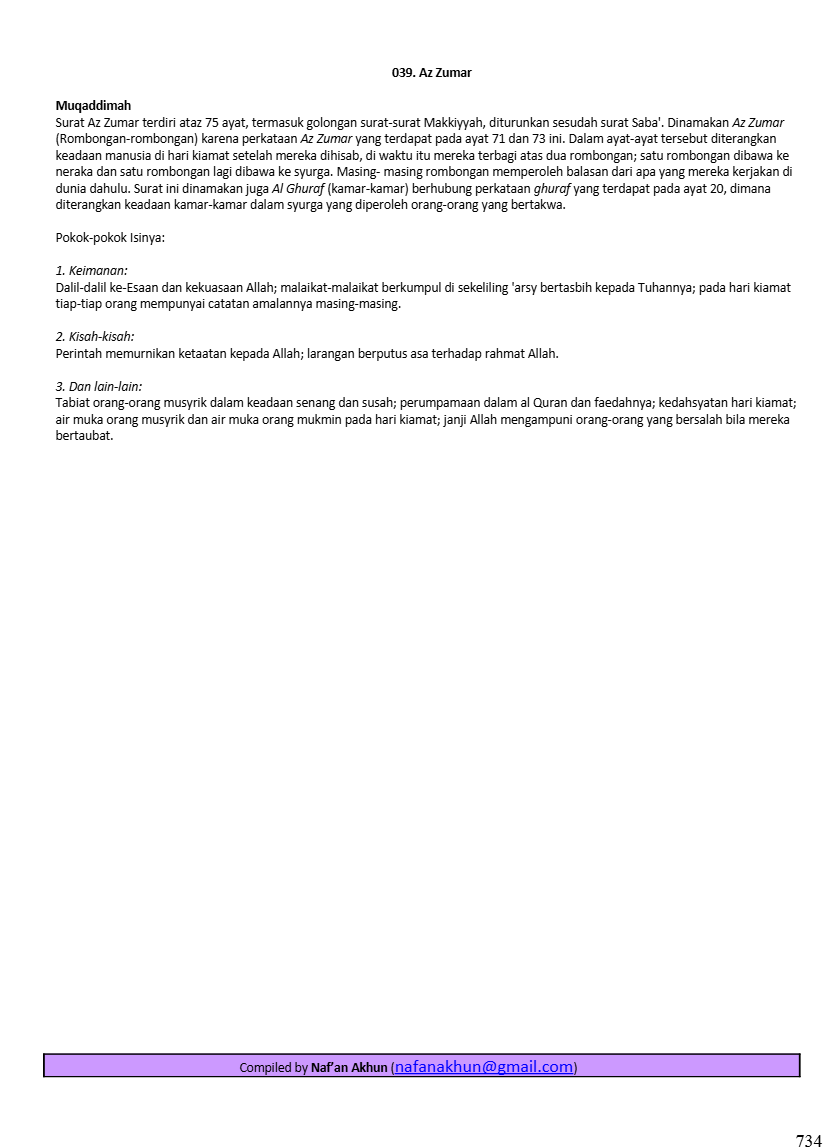 039. Az Zumar
Muqaddimah
Surat Az Zumar terdiri ataz 75 ayat, termasuk golongan surat-surat Makkiyyah, diturunkan sesudah surat Saba'. Dinamakan Az Zumar
(Rombongan-rombongan) karena perkataan Az Zumar yang terdapat pada ayat 71 dan 73 ini. Dalam ayat-ayat tersebut diterangkan
keadaan manusia di hari kiamat setelah mereka dihisab, di waktu itu mereka terbagi atas dua rombongan; satu rombongan dibawa ke
neraka dan satu rombongan lagi dibawa ke syurga. Masing- masing rombongan memperoleh balasan dari apa yang mereka kerjakan di
dunia dahulu. Surat ini dinamakan juga Al Ghuraf (kamar-kamar) berhubung perkataan ghuraf yang terdapat pada ayat 20, dimana
diterangkan keadaan kamar-kamar dalam syurga yang diperoleh orang-orang yang bertakwa.
Pokok-pokok Isinya:
1. Keimanan:
Dalil-dalil ke-Esaan dan kekuasaan Allah; malaikat-malaikat berkumpul di sekeliling 'arsy bertasbih kepada Tuhannya; pada hari kiamat
tiap-tiap orang mempunyai catatan amalannya masing-masing.
2. Kisah-kisah:
Perintah memurnikan ketaatan kepada Allah; larangan berputus asa terhadap rahmat Allah.
3. Dan lain-lain:
Tabiat orang-orang musyrik dalam keadaan senang dan susah; perumpamaan dalam al Quran dan faedahnya; kedahsyatan hari kiamat;
air muka orang musyrik dan air muka orang mukmin pada hari kiamat; janji Allah mengampuni orang-orang yang bersalah bila mereka
bertaubat.
Compiled by Naf’an Akhun (nafanakhun@gmail.com)
734